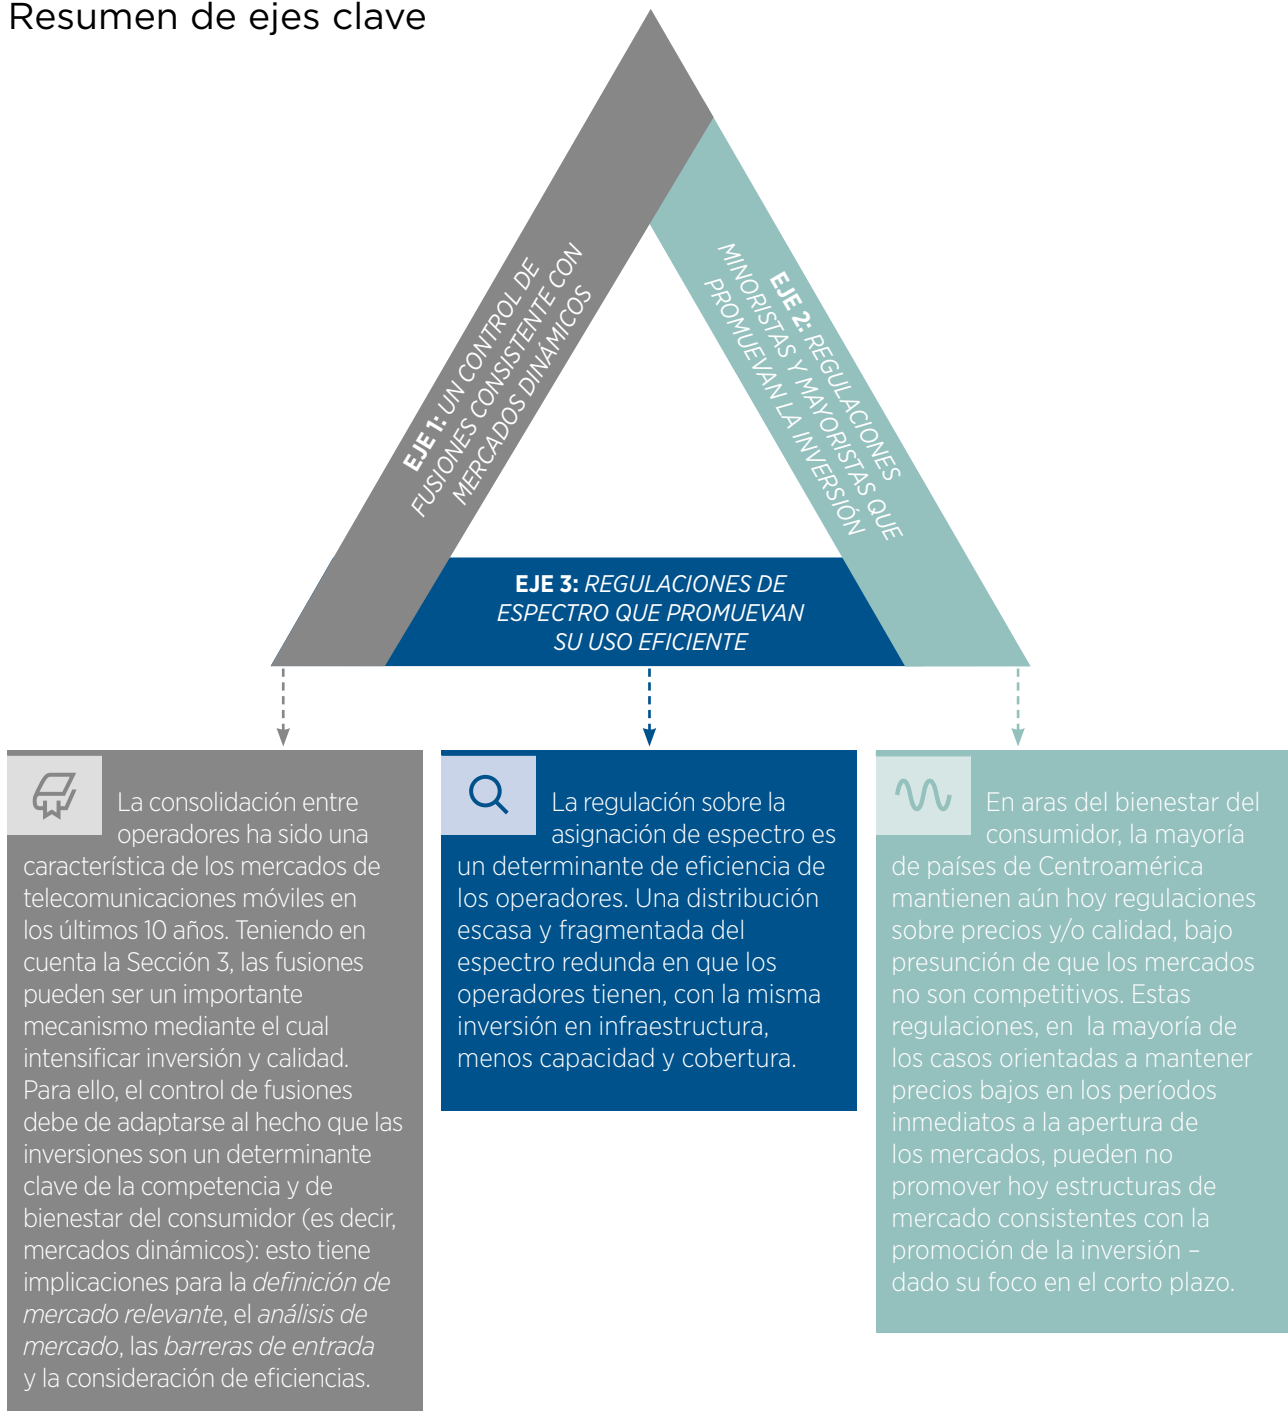 Resumen de ejes clave
EJE 1: UN CONTROL DE
FUSIONES CONSISTENTE CON
MERCADOS DINÁMICOS
EJE 2: REGULACIONES
MINORISTAS Y MAYORISTAS QUE
PROMUEVAN LA INVERSIÓN
EJE 3: REGULACIONES DE
ESPECTRO QUE PROMUEVAN
SU USO EFICIENTE
La consolidación entre
operadores ha sido una
característica de los mercados de
telecomunicaciones móviles en
los últimos 10 años. Teniendo en
cuenta la Sección 3, las fusiones
pueden ser un importante
mecanismo mediante el cual
intensificar inversión y calidad.
Para ello, el control de fusiones
debe de adaptarse al hecho que las
inversiones son un determinante
clave de la competencia y de
bienestar del consumidor (es decir,
mercados dinámicos): esto tiene
implicaciones para la definición de
mercado relevante, el análisis de
mercado, las barreras de entrada
y la consideración de eficiencias.
La regulación sobre la
asignación de espectro es
un determinante de eficiencia de
los operadores. Una distribución
escasa y fragmentada del
espectro redunda en que los
operadores tienen, con la misma
inversión en infraestructura,
menos capacidad y cobertura.
En aras del bienestar del
consumidor, la mayoría
de países de Centroamérica
mantienen aún hoy regulaciones
sobre precios y/o calidad, bajo
presunción de que los mercados
no son competitivos. Estas
regulaciones, en la mayoría de
los casos orientadas a mantener
precios bajos en los períodos
inmediatos a la apertura de
los mercados, pueden no
promover hoy estructuras de
mercado consistentes con la
promoción de la inversión –
dado su foco en el corto plazo.